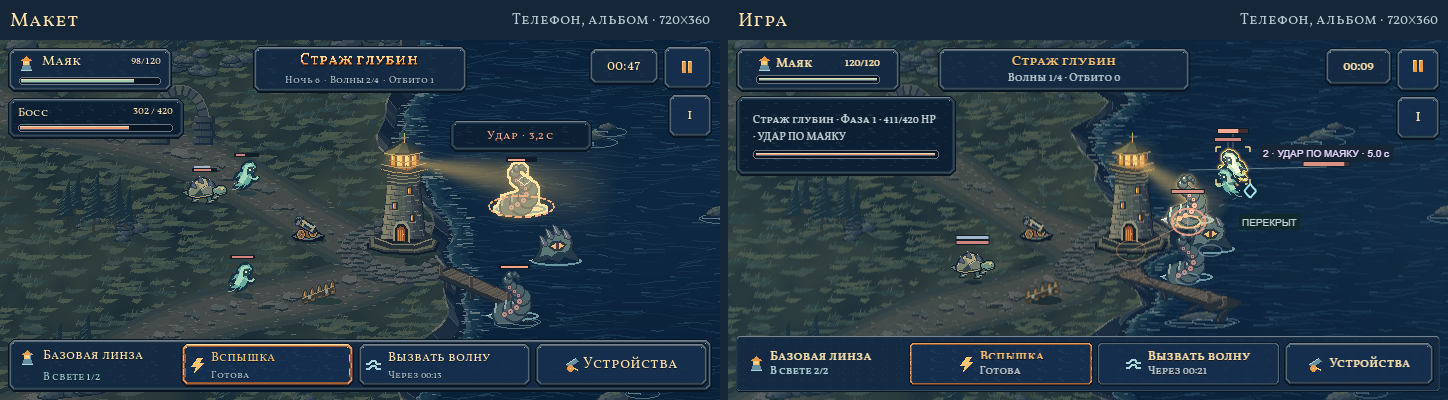 Макет
Телефон, альбом · 720×360
Маяк 98/120
Страж глубин
Ночь 6 · Волны 2/4 · Отбито 1
00:47
Босс 302 / 420
I
Удар · 3,2 с
Базовая линза
В свете 1/2
Вспышка
Готова
Вызвать волну
Через 00:13
Устройства
Игра
Телефон, альбом · 720×360
Маяк 120/120
Страж глубин
Волны 1/4 · Отбито 0
00:09
Страж глубин · Фаза 1 · 411/420 HP
· УДАР ПО МАЯКУ
I
2 · УДАР ПО МАЯКУ · 5.0 с
ПЕРЕКРЫТ
Базовая линза
В свете 2/2
Вспышка
Готова
Вызвать волну
Через 00:21
Устройства